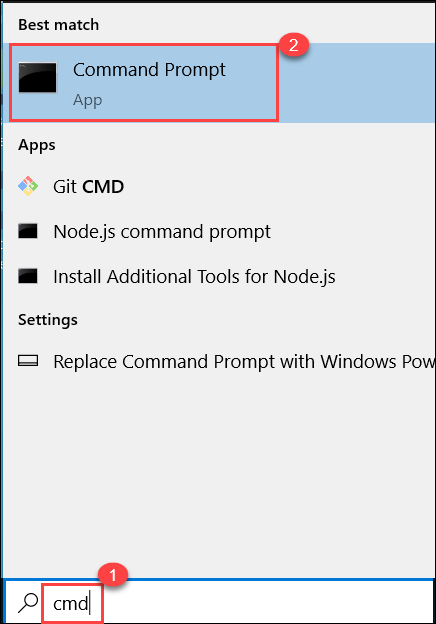 Best match
2
Command Prompt
App
Apps
Git CMD
Node.js command prompt
Install Additional Tools for Node.js
Settings
Replace Command Prompt with Windows Pow
1
cmd